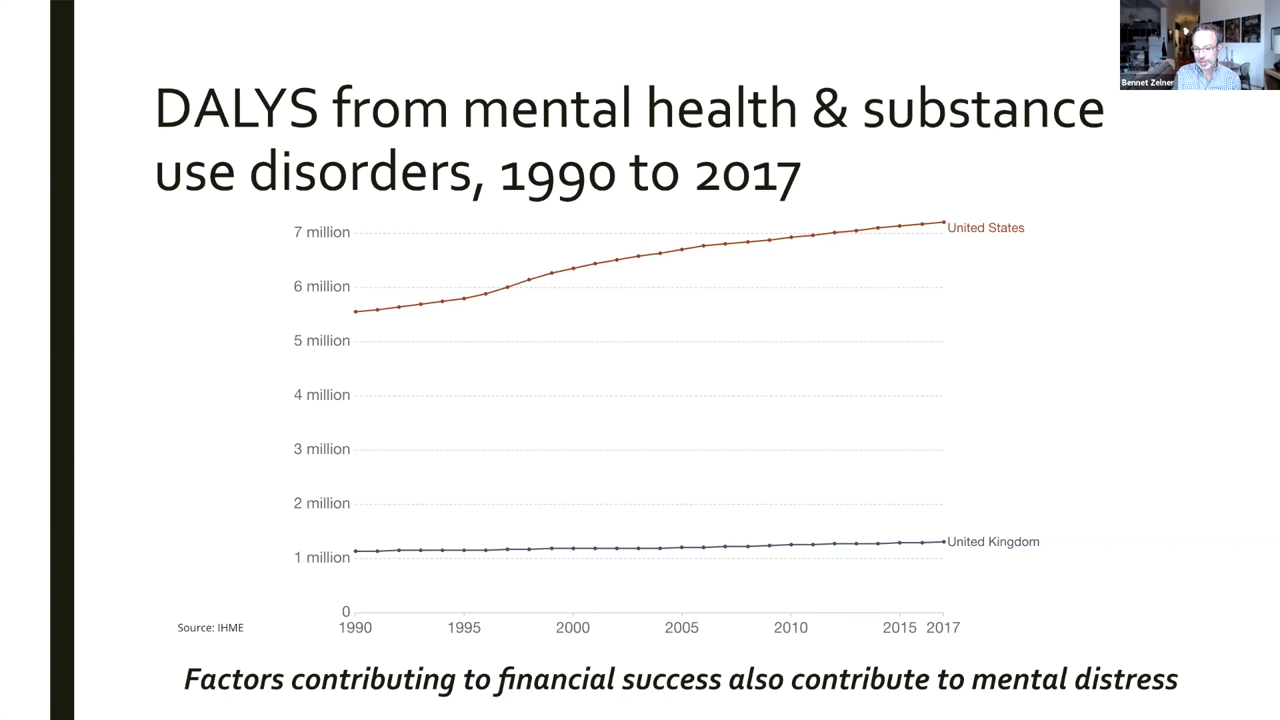 Bennet Zelner
DALYS from mental health & substance
use disorders, 1990 to 2017
7 million
United States
6 million
5 million
4 million
3 million
2 million
United Kingdom
1 million
0
1990 1995 2000 2005 2010 2015 2017
Source: IHME
Factors contributing to financial success also contribute to mental distress